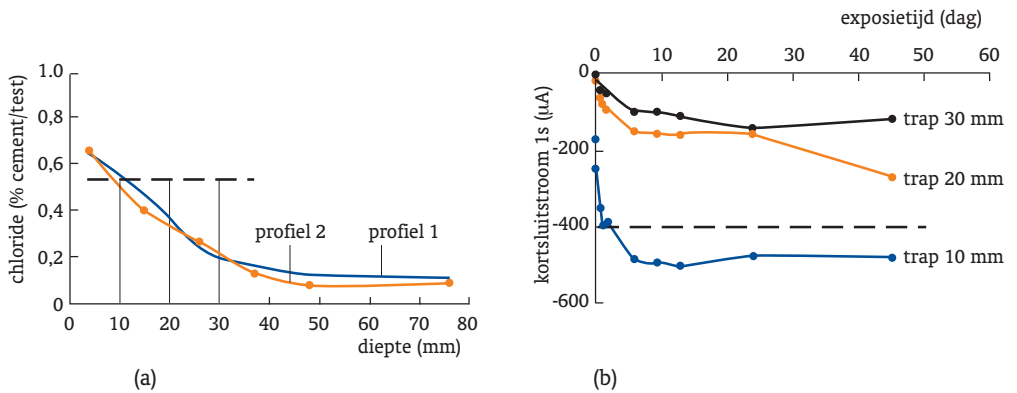 chloride (% cement/test)
1.0
0,8
0,6
0,4
0,2
0
0 10 20 30 40 50 60 70 80
diepte (mm)
profiel 2
profiel 1
(a)
exposietijd (dag)
0 10 20 30 40 50 60
kortsluitstroom 1s (μA)
0
-200
-400
-600
trap 30 mm
trap 20 mm
trap 10 mm
(b)